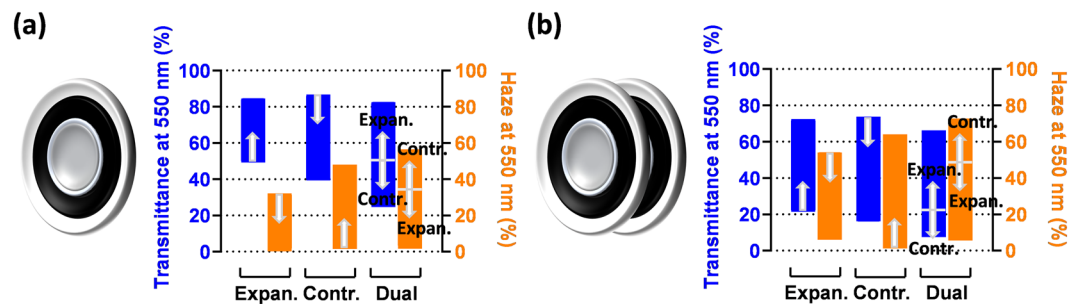 (a)
Transmittance at 550 nm (%)
100
80
60
40
20
0
Expan.
Contr.
Contr.
Expan.
100
80
60
40
20
0
Haze at 550 nm (%)
Expan. Contr. Dual
(b)
Transmittance at 550 nm (%)
100
80
60
40
20
0
Contr.
Expan.
Expan.
Contr.
100
80
60
40
20
0
Haze at 550 nm (%)
Expan. Contr. Dual